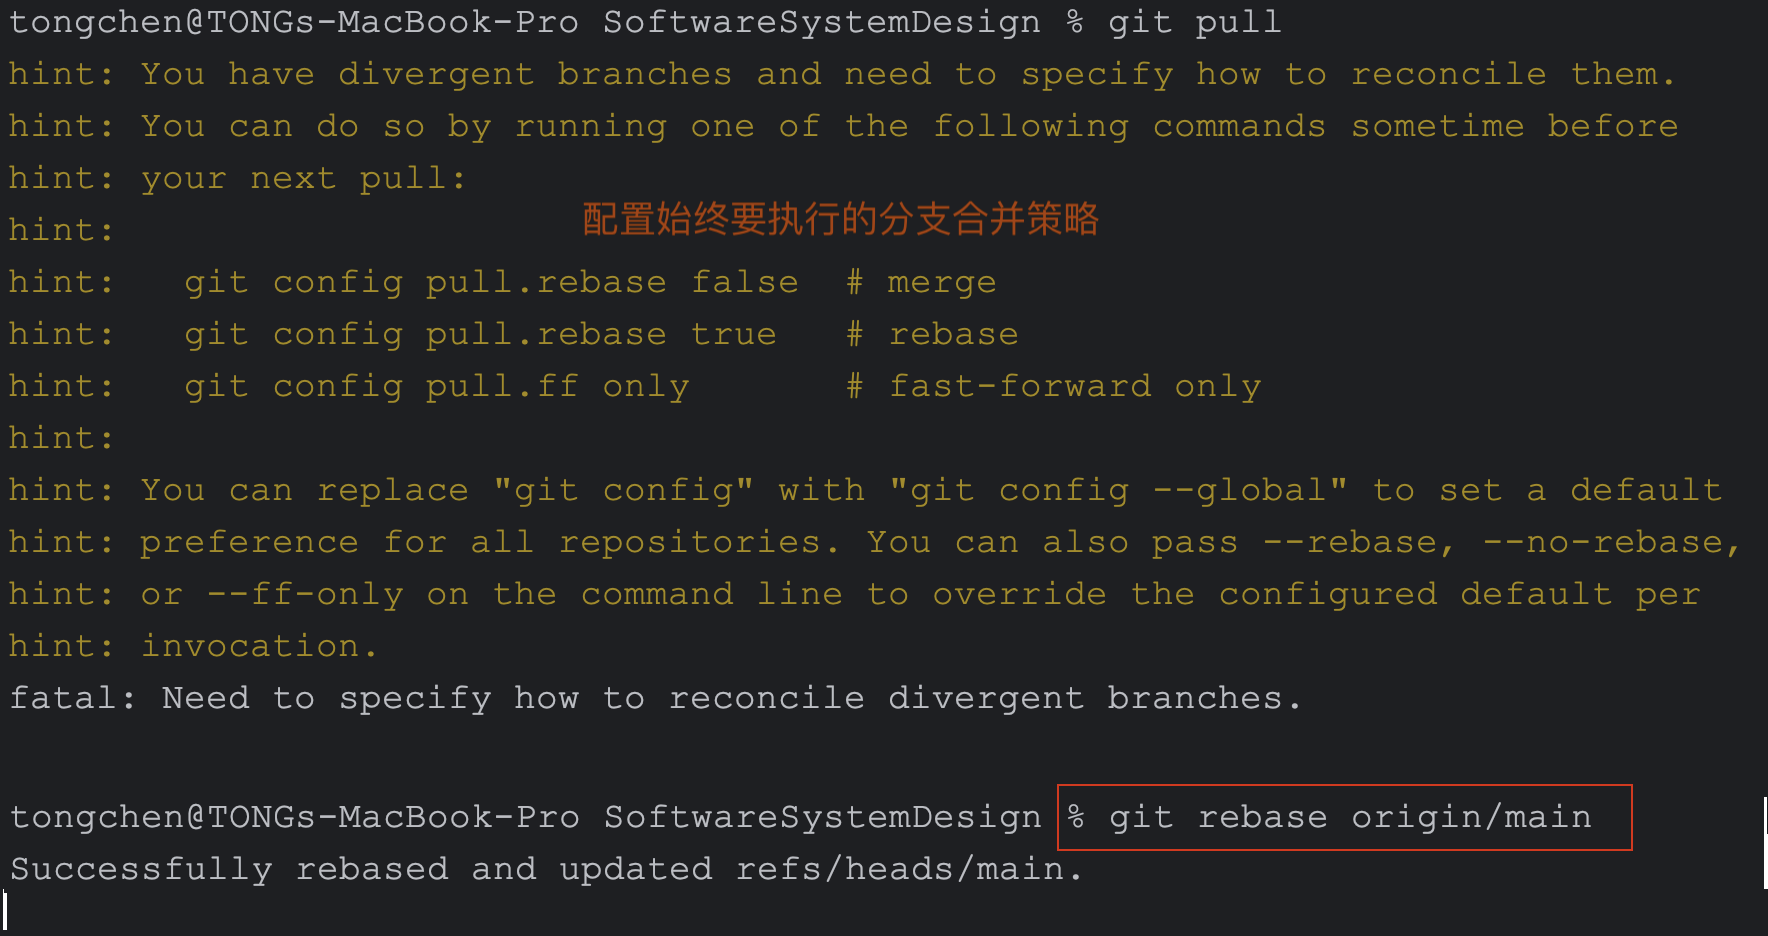 tongchen@TONGs-MacBook-Pro SoftwareSystemDesign % git pull
hint: You have divergent branches and need to specify how to reconcile them.
hint: You can do so by running one of the following commands sometime before
hint: your next pull:
配置始终要执行的分支合并策略
hint:
hint:   git config pull.rebase false  # merge
hint:   git config pull.rebase true   # rebase
hint:   git config pull.ff only       # fast-forward only
hint:
hint: You can replace "git config" with "git config --global" to set a default
hint: preference for all repositories. You can also pass --rebase, --no-rebase,
hint: or --ff-only on the command line to override the configured default per
hint: invocation.
fatal: Need to specify how to reconcile divergent branches.
tongchen@TONGs-MacBook-Pro SoftwareSystemDesign % git rebase origin/main
Successfully rebased and updated refs/heads/main.